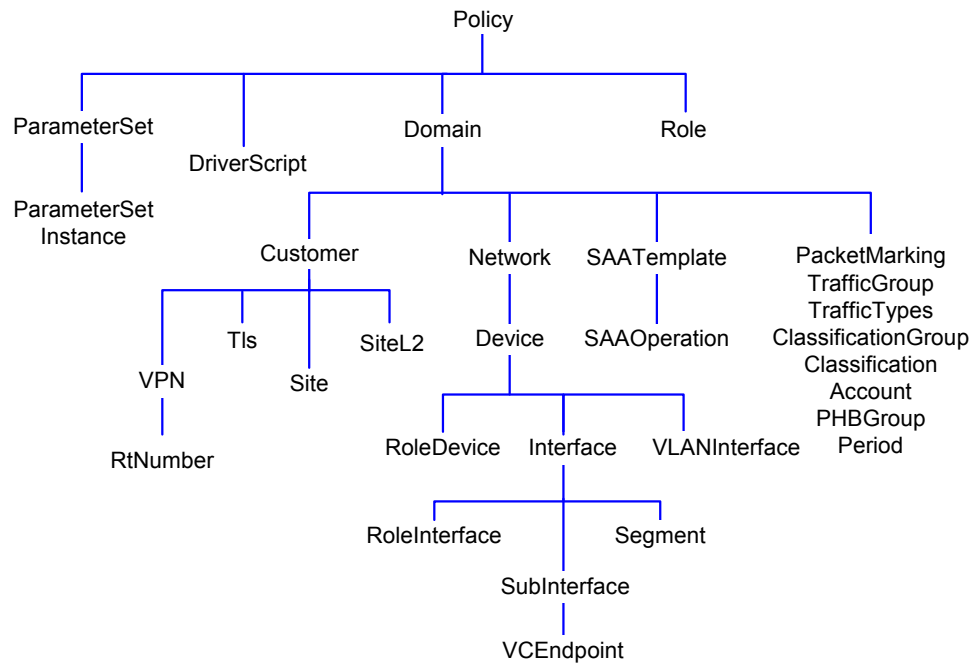 Policy
ParameterSet
Domain
Role
DriverScript
ParameterSet
Instance
Customer
Network
SAATemplate
PacketMarking
TrafficGroup
TrafficTypes
ClassificationGroup
Classification
Account
PHBGroup
Period
Tls
SiteL2
Device
SAAOperation
VPN
Site
RtNumber
RoleDevice
Interface
VLANInterface
RoleInterface
Segment
SubInterface
VCEndpoint